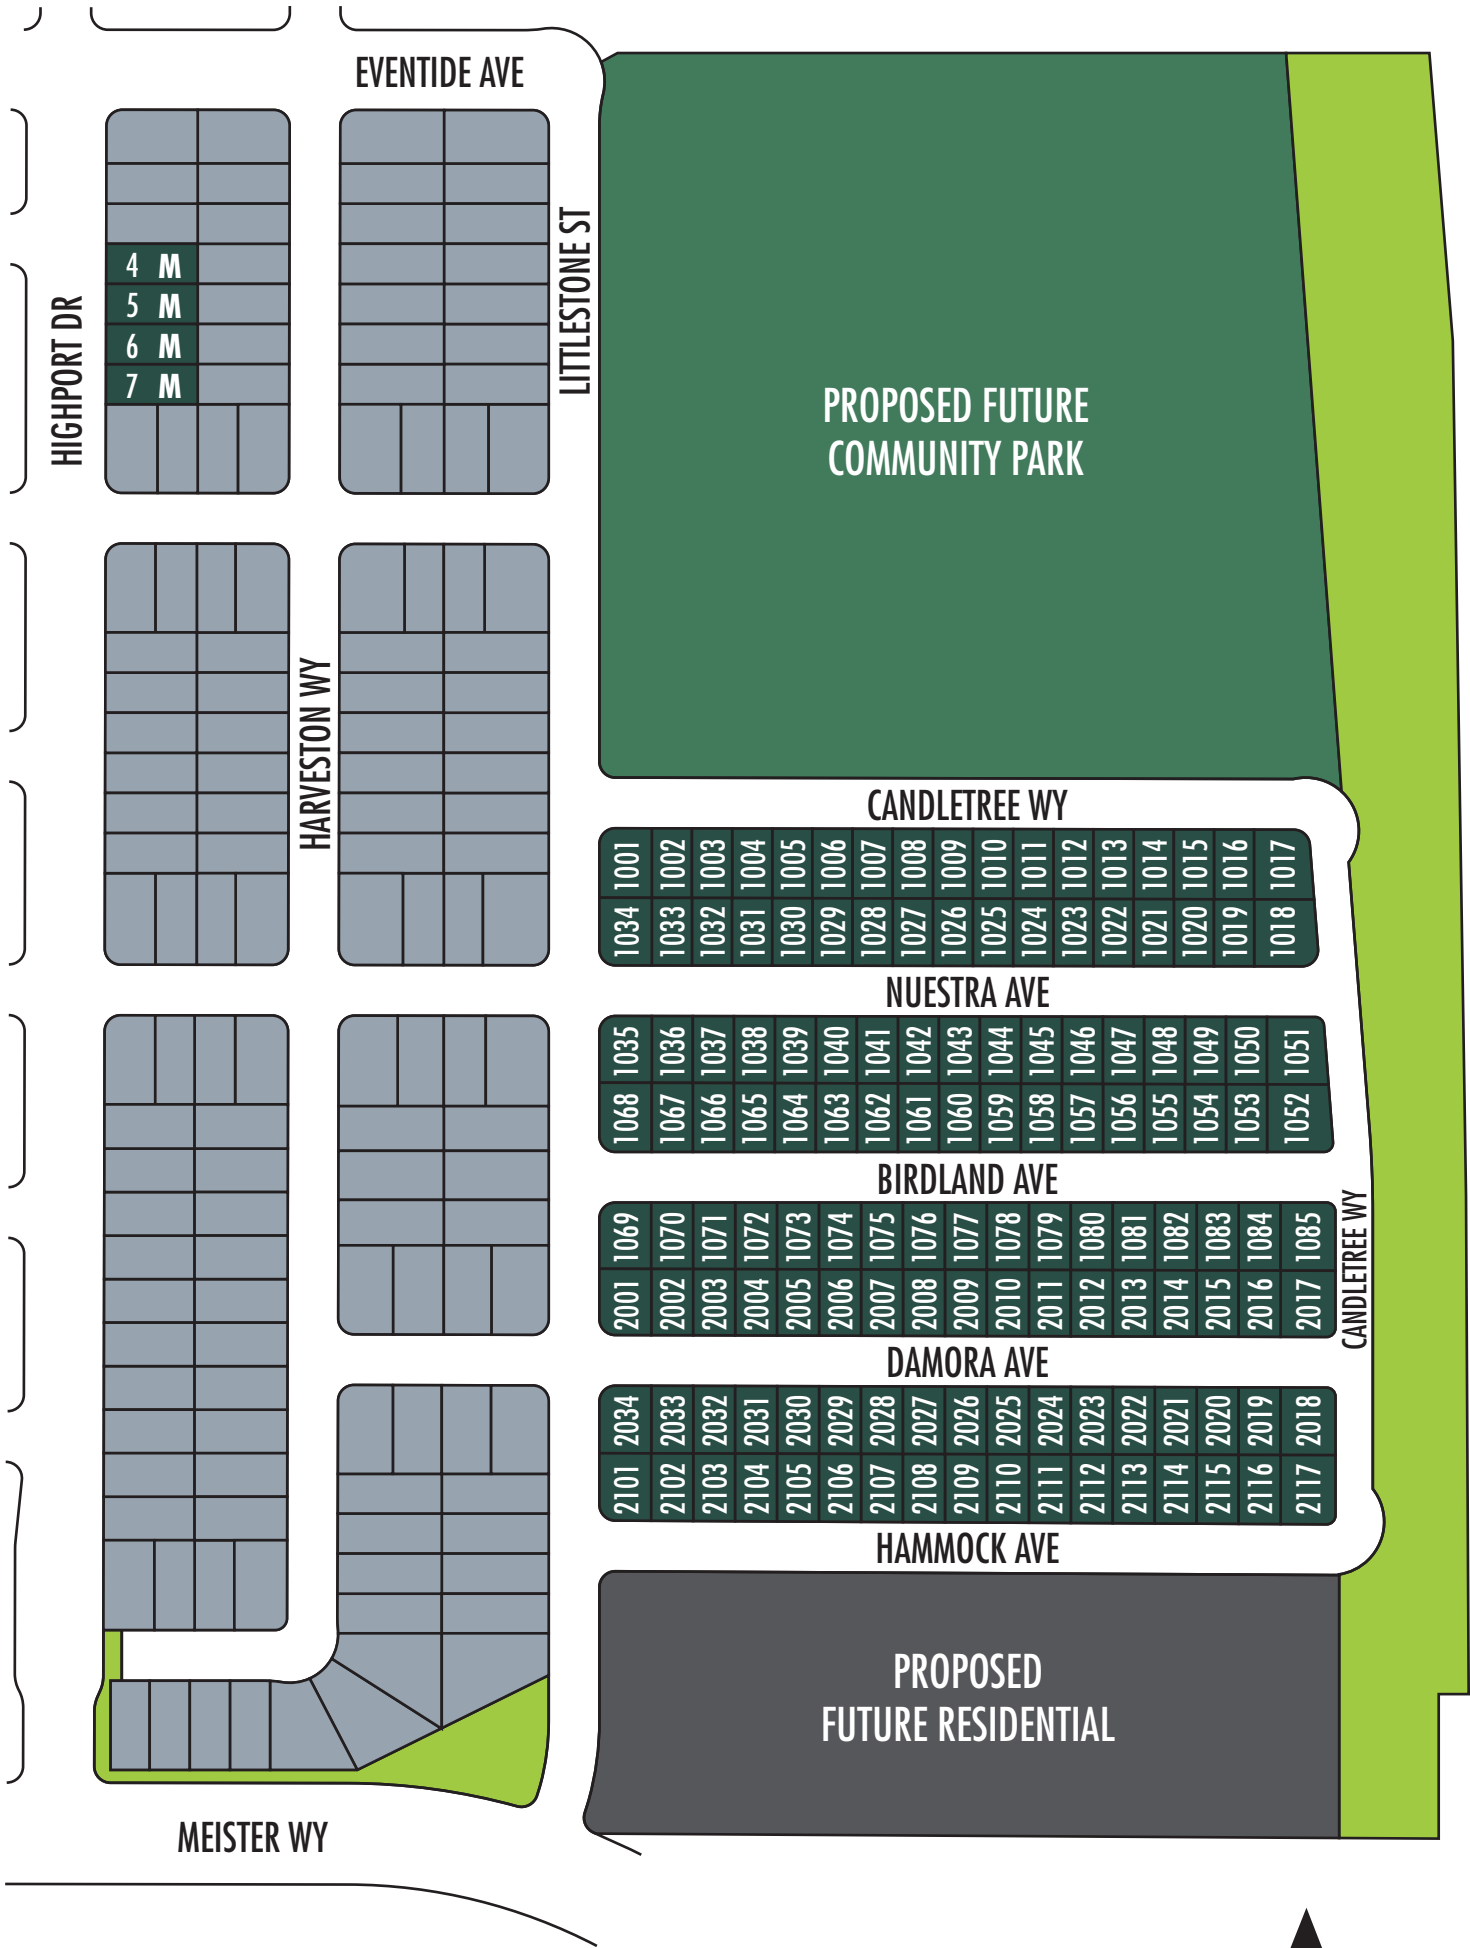 EVENTIDE AVE
HIGHPORT DR
4 M
5 M
6 M
7 M
LITTLESTONE ST
PROPOSED FUTURE
COMMUNITY PARK
HARVESTON WY
CANDLETREE WY
1001 1002 1003 1004 1005 1006 1007 1008 1009 1010 1011 1012 1013 1014 1015 1016 1017
1034 1033 1032 1031 1030 1029 1028 1027 1026 1025 1024 1023 1022 1021 1020 1019 1018
NUESTRA AVE
1035 1036 1037 1038 1039 1040 1041 1042 1043 1044 1045 1046 1047 1048 1049 1050 1051
1068 1067 1066 1065 1064 1063 1062 1061 1060 1059 1058 1057 1056 1055 1054 1053 1052
BIRDLAND AVE
1069 1070 1071 1072 1073 1074 1075 1076 1077 1078 1079 1080 1081 1082 1083 1084 1085
2001 2002 2003 2004 2005 2006 2007 2008 2009 2010 2011 2012 2013 2014 2015 2016 2017
CANDLETREE WY
DAMORA AVE
2034 2033 2032 2031 2030 2029 2028 2027 2026 2025 2024 2023 2022 2021 2020 2019 2018
2101 2102 2103 2104 2105 2106 2107 2108 2109 2110 2111 2112 2113 2114 2115 2116 2117
HAMMOCK AVE
PROPOSED
FUTURE RESIDENTIAL
MEISTER WY